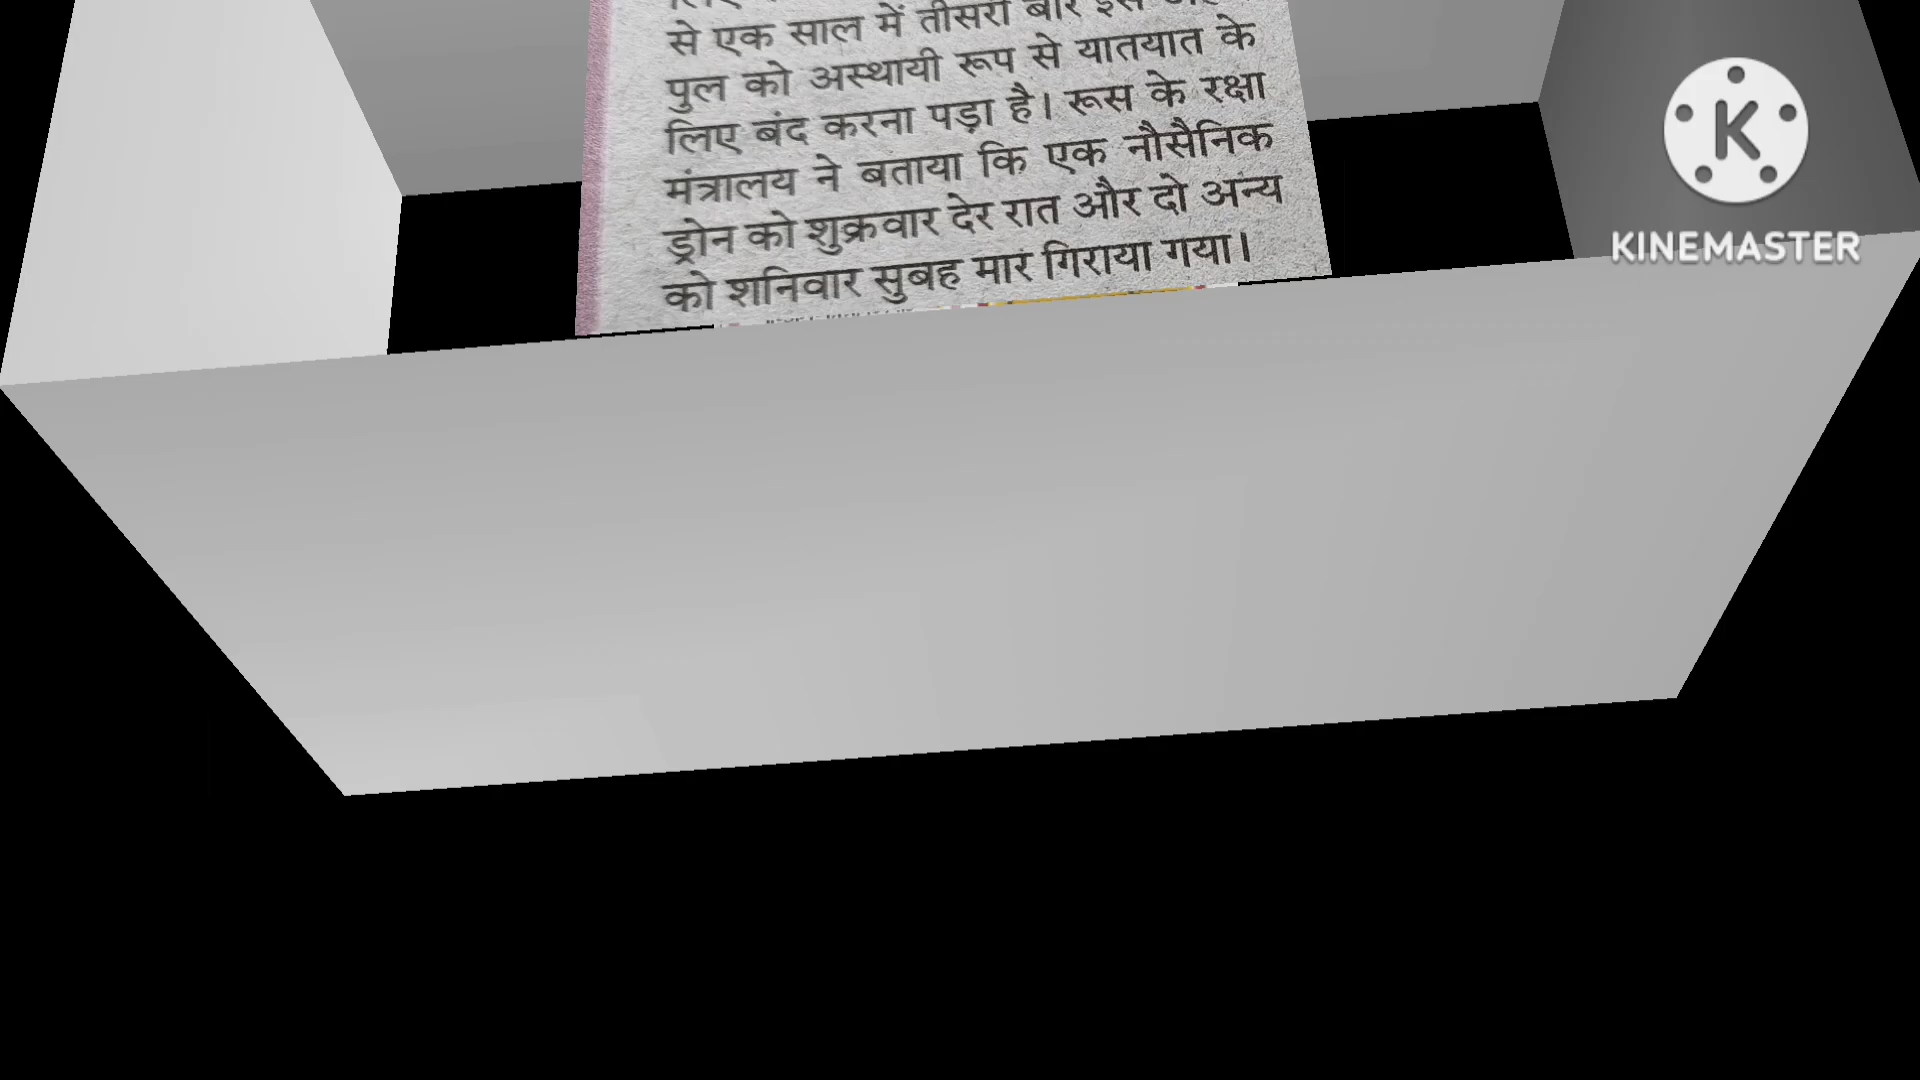 से एक साल में तीसरी बार इस
पुल को अस्थायी रूप से यातयात के
लिए बंद करना पड़ा है। रूस के रक्षा
मंत्रालय ने बताया कि एक नौसैनिक
ड्रोन को शुक्रवार देर रात और दो अन्य
को शनिवार सुबह मार गिराया गया।
KINEMASTER